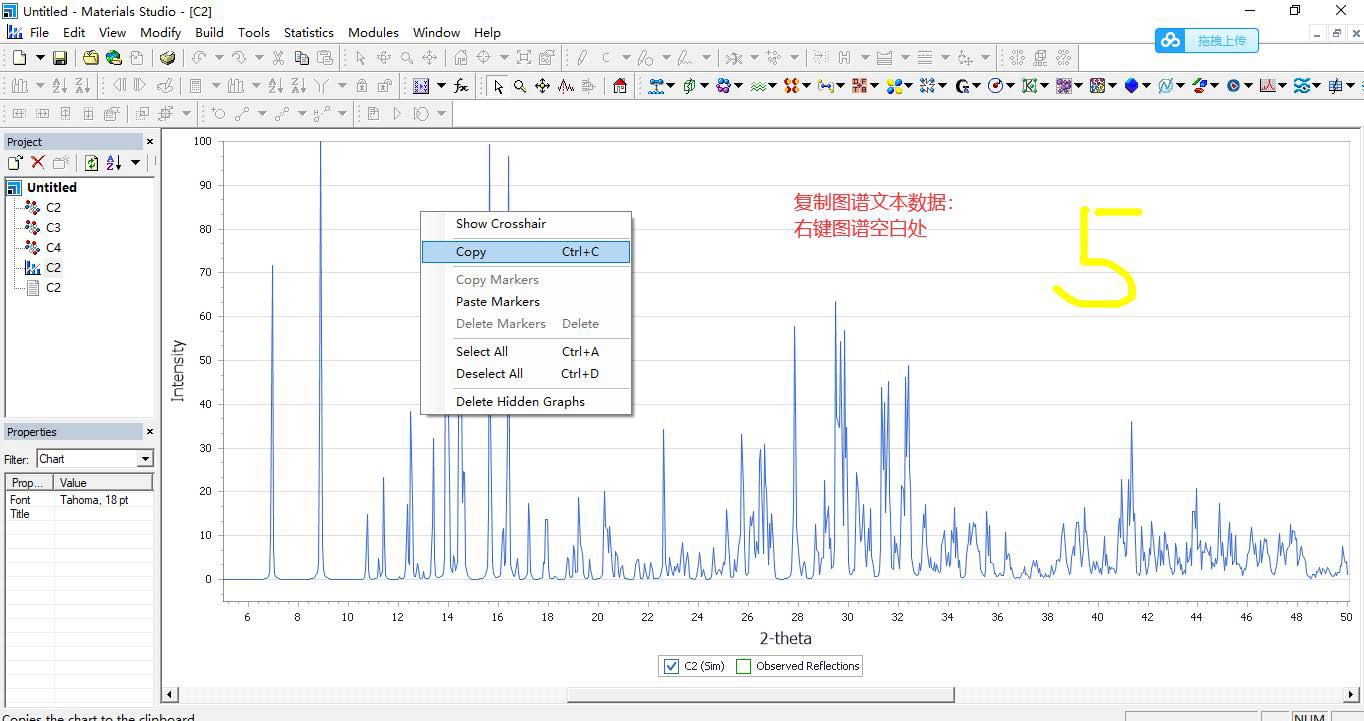 Untitled - Materials Studio - [C2]
File Edit View Modify Build Tools Statistics Modules Window Help
拖拽上传
Project
Untitled
C2
C3
C4
C2
C2
Properties
Filter: Chart
Prop... Value
Font Tahoma, 18 pt
Title
100
90
80
70
60
50
40
30
20
10
0
Intensity
Show Crosshair
Copy Ctrl+C
Copy Markers
Paste Markers
Delete Markers Delete
Select All Ctrl+A
Deselect All Ctrl+D
Delete Hidden Graphs
复制图谱文本数据:
右键图谱空白处
5
6 8 10 12 14 16 18 20 22 24 26 28 30 32 34 36 38 40 42 44 46 48 50
2-theta
C2 (Sim) Observed Reflections
Copies the chart to the clipboard
NUM